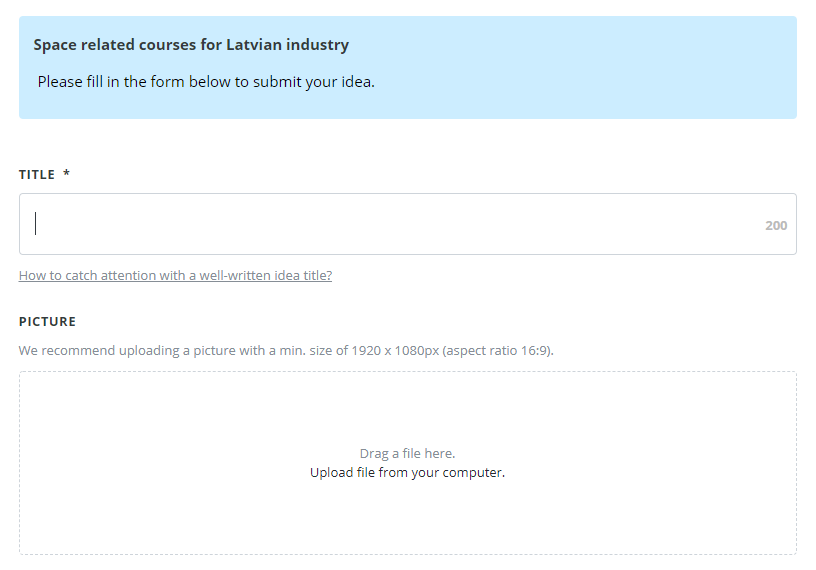 Space related courses for Latvian industry
Please fill in the form below to submit your idea.
TITLE *
200
How to catch attention with a well-written idea title?
PICTURE
We recommend uploading a picture with a min. size of 1920 x 1080px (aspect ratio 16:9).
Drag a file here.
Upload file from your computer.